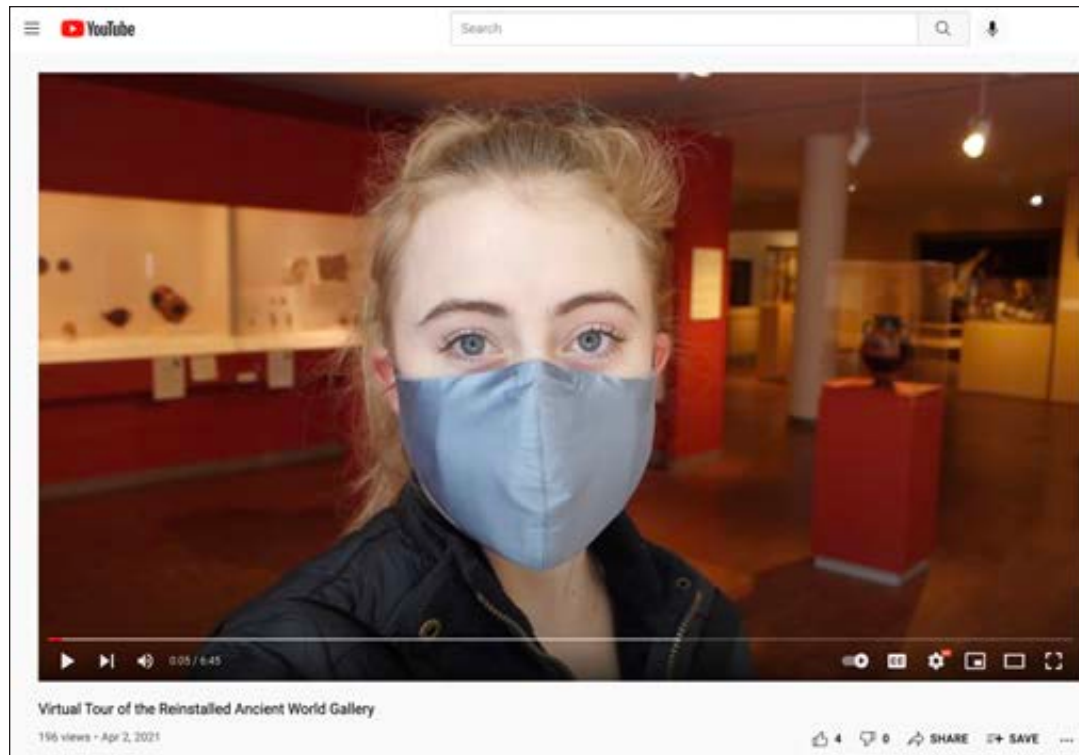 YouTube
Search
0:05 / 6:45
CC
Virtual Tour of the Reinstalled Ancient World Gallery
196 views • Apr 2, 2021
4
0
SHARE
SAVE